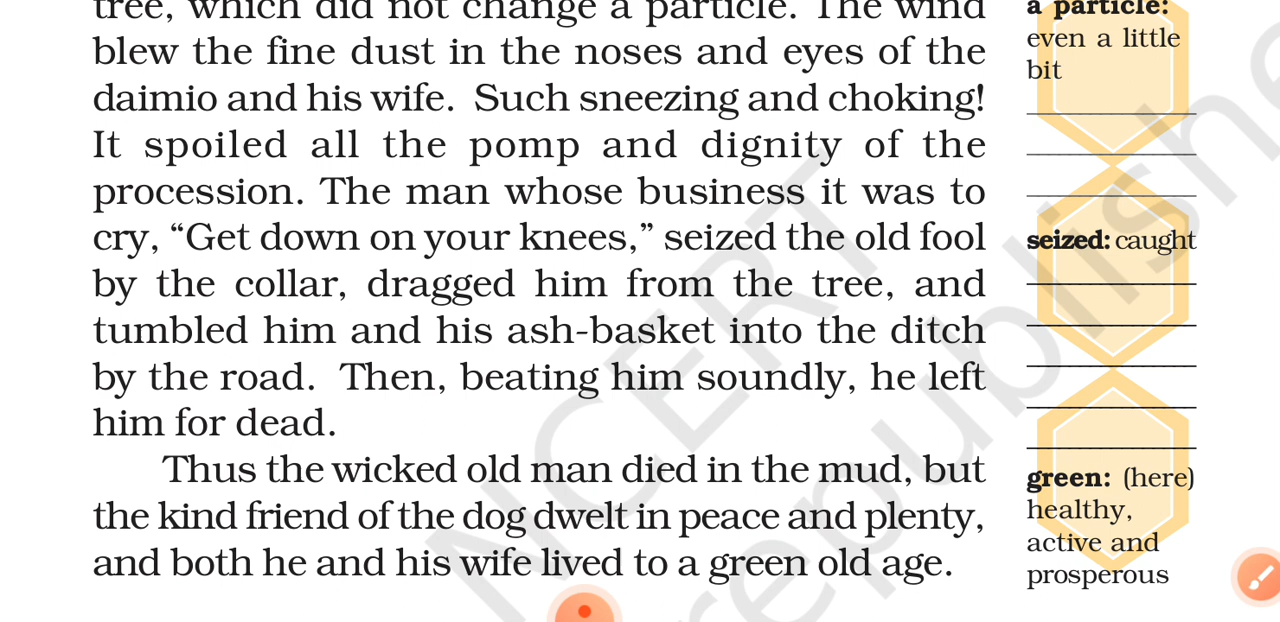 tree, which did not change a particle. The wind
blew the fine dust in the noses and eyes of the
daimio and his wife. Such sneezing and choking!
It spoiled all the pomp and dignity of the
procession. The man whose business it was to
cry, “Get down on your knees,” seized the old fool
by the collar, dragged him from the tree, and
tumbled him and his ash-basket into the ditch
by the road. Then, beating him soundly, he left
him for dead.
Thus the wicked old man died in the mud, but
the kind friend of the dog dwelt in peace and plenty,
and both he and his wife lived to a green old age.
a particle:
even a little
bit
seized: caught
green: (here)
healthy,
active and
prosperous
NCERT
republishe